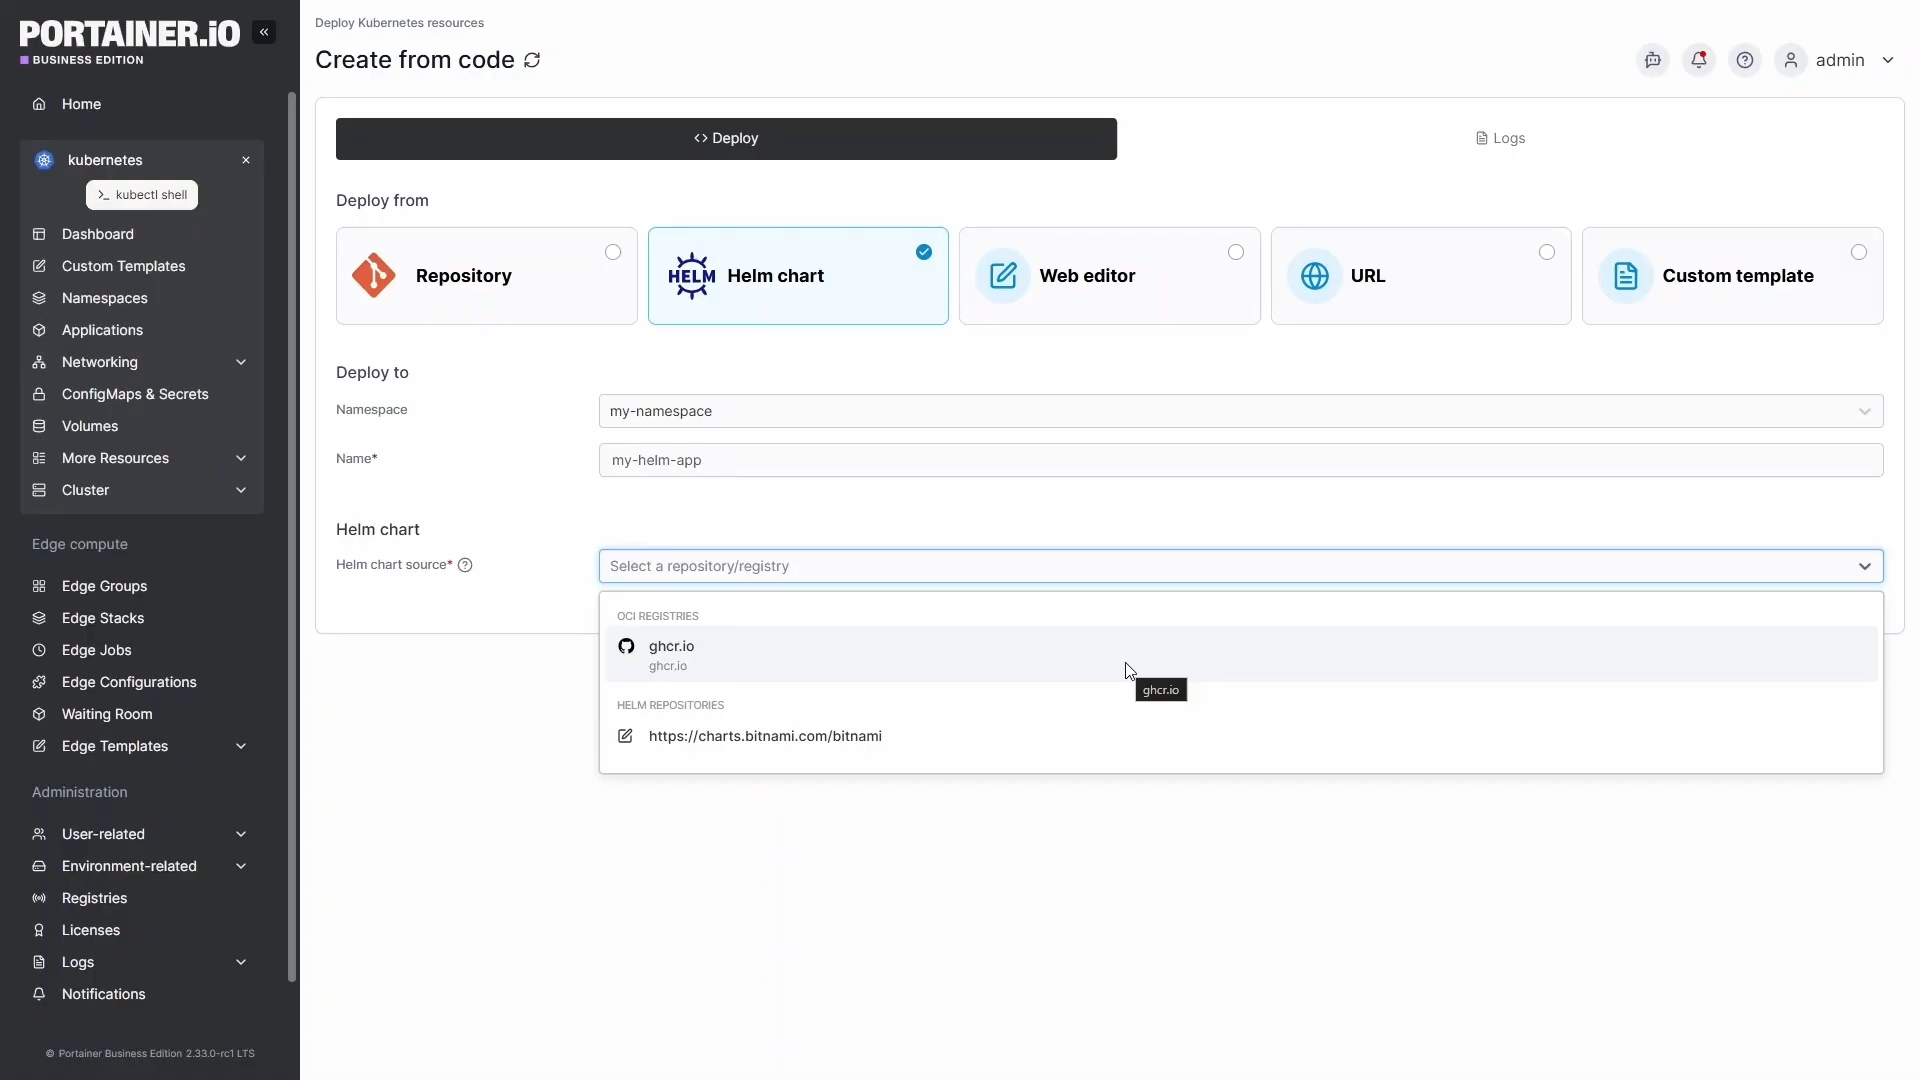 PORTAINER.iO
BUSINESS EDITION
Home
kubernetes
kubectl shell
Dashboard
Custom Templates
Namespaces
Applications
Networking
ConfigMaps & Secrets
Volumes
More Resources
Cluster
Edge compute
Edge Groups
Edge Stacks
Edge Jobs
Edge Configurations
Waiting Room
Edge Templates
Administration
User-related
Environment-related
Registries
Licenses
Logs
Notifications
© Portainer Business Edition 2.33.0-rc1 LTS
Deploy Kubernetes resources
Create from code
admin
Deploy
Logs
Deploy from
Repository
HELM
Helm chart
Web editor
URL
Custom template
Deploy to
Namespace
my-namespace
Name*
my-helm-app
Helm chart
Helm chart source*
Select a repository/registry
OCI REGISTRIES
ghcr.io
ghcr.io
ghcr.io
HELM REPOSITORIES
https://charts.bitnami.com/bitnami